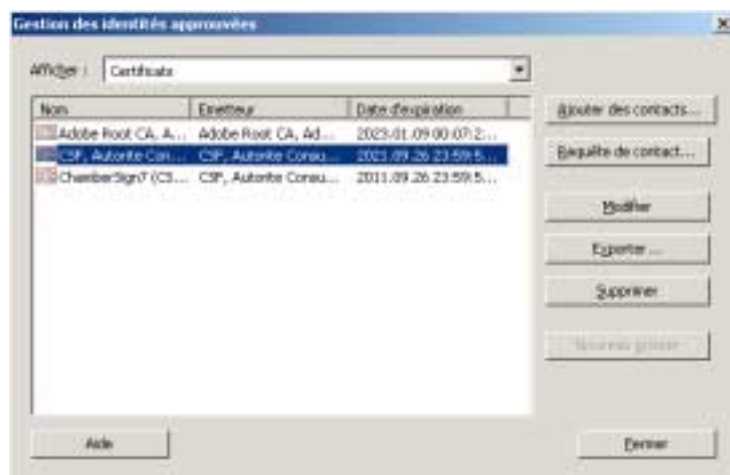 Gestion des identités approuvées
Afficher : Certificats
Nom Emetteur Date d'expiration
Adobe Root CA, A... Adobe Root CA, Ad... 2023.01.09 00:07:2...
CSF, Autorite Con... CSF, Autorite Consu... 2021.09.26 23:59:5...
ChamberSign7 (CS... CSF, Autorite Consu... 2011.09.26 23:59:5...
Ajouter des contacts...
Requête de contact...
Modifier
Exporter...
Supprimer
Nouveau groupe
Aide
Fermer